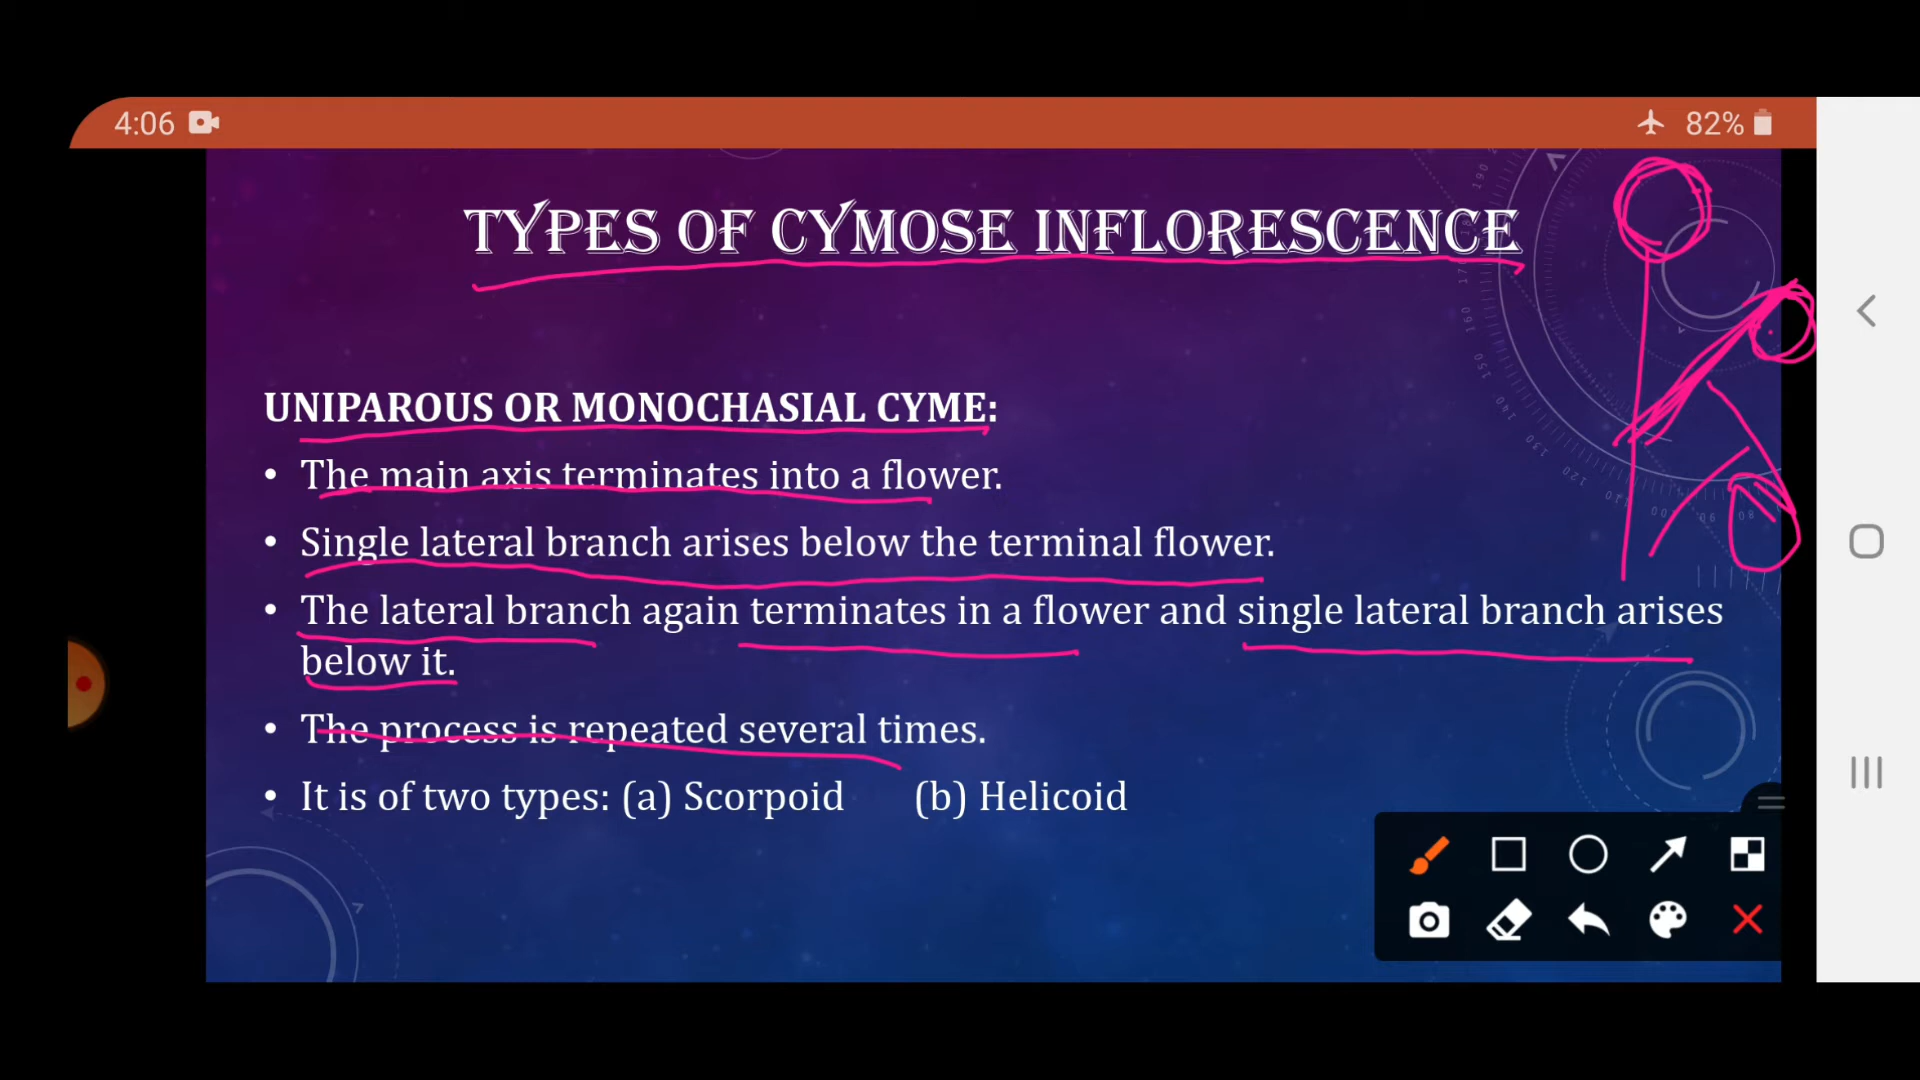 4:06 82%
TYPES OF CYMOSE INFLORESCENCE
UNIPAROUS OR MONOCHASIAL CYME:
• The main axis terminates into a flower.
• Single lateral branch arises below the terminal flower.
• The lateral branch again terminates in a flower and single lateral branch arises
below it.
• The process is repeated several times.
• It is of two types: (a) Scorpoid (b) Helicoid